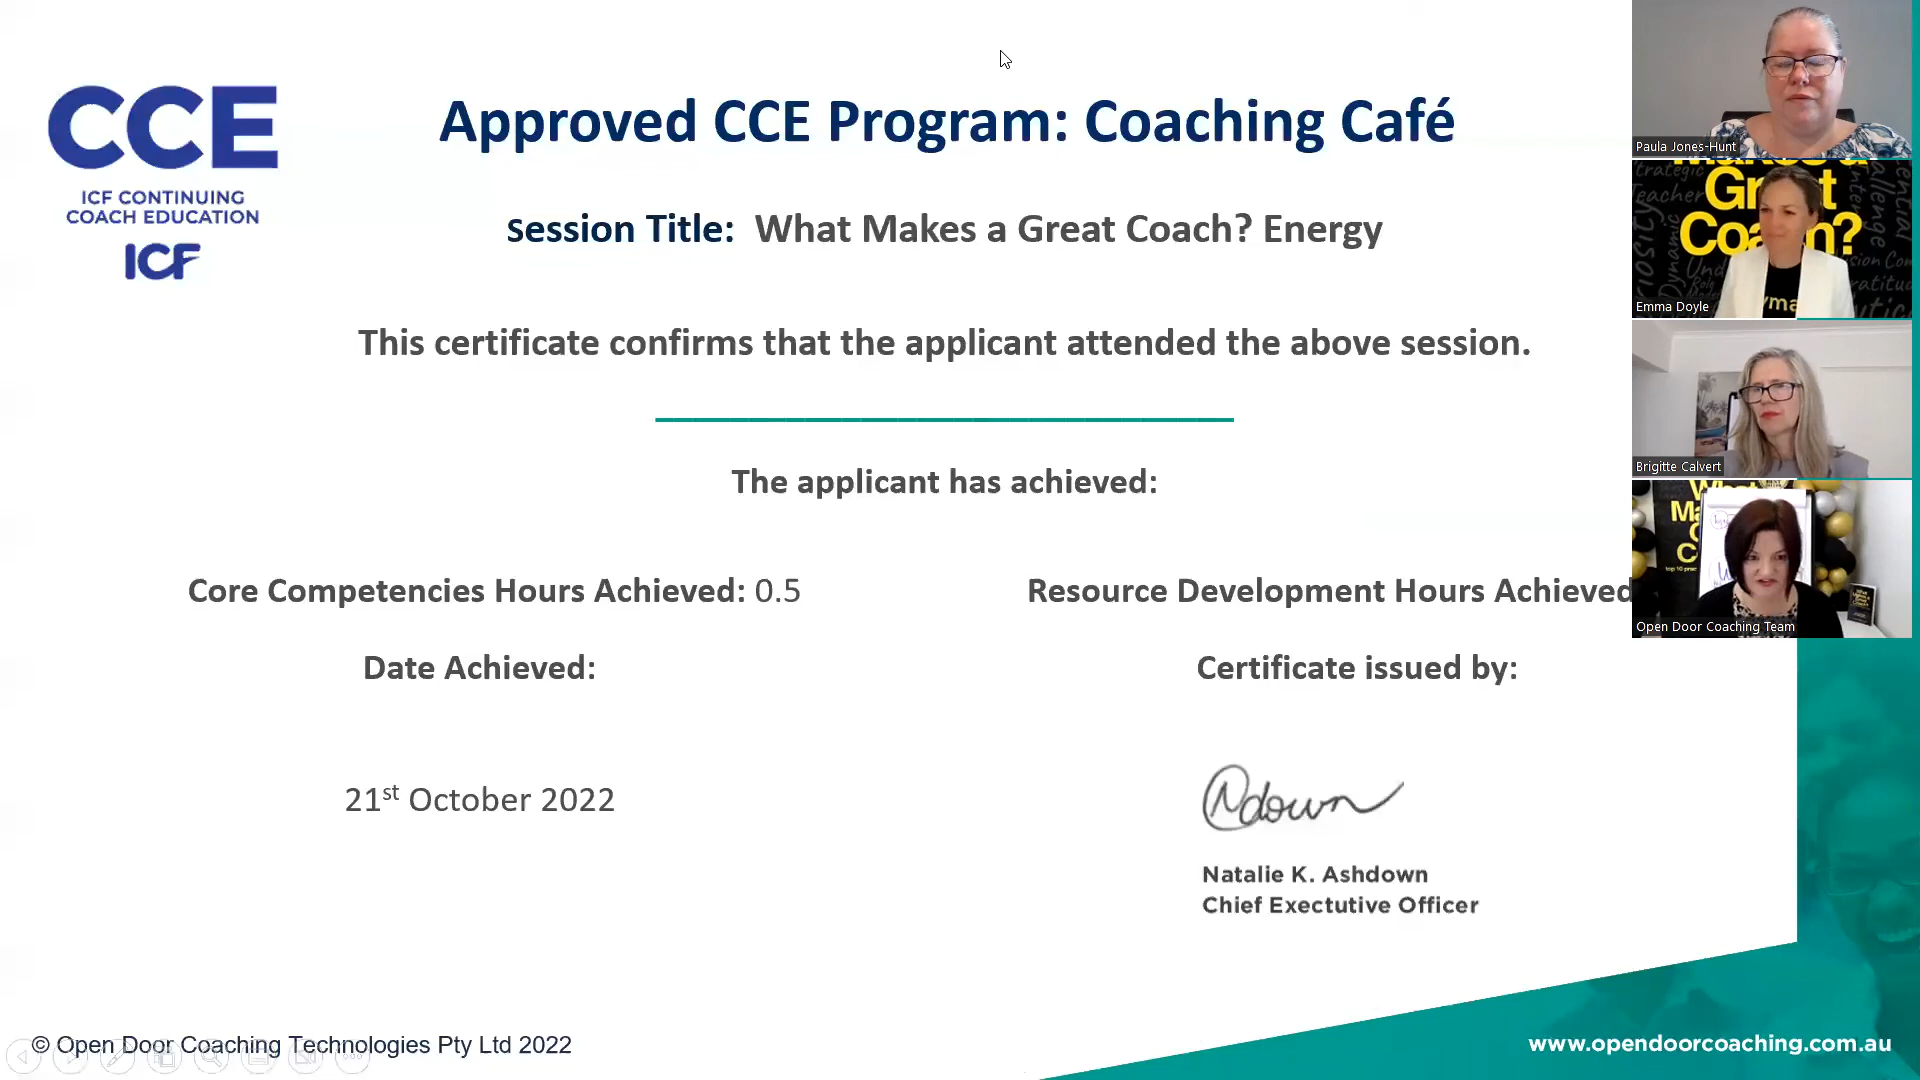 CCE
ICF CONTINUING
COACH EDUCATION
ICF
Approved CCE Program: Coaching Café
Session Title: What Makes a Great Coach? Energy
This certificate confirms that the applicant attended the above session.
The applicant has achieved:
Core Competencies Hours Achieved: 0.5
Resource Development Hours Achieved
Date Achieved:
Certificate issued by:
21st October 2022
Natalie K. Ashdown
Chief Exectutive Officer
© Open Door Coaching Technologies Pty Ltd 2022
www.opendoorcoaching.com.au
Paula Jones-Hunt
Emma Doyle
Brigitte Calvert
Open Door Coaching Team